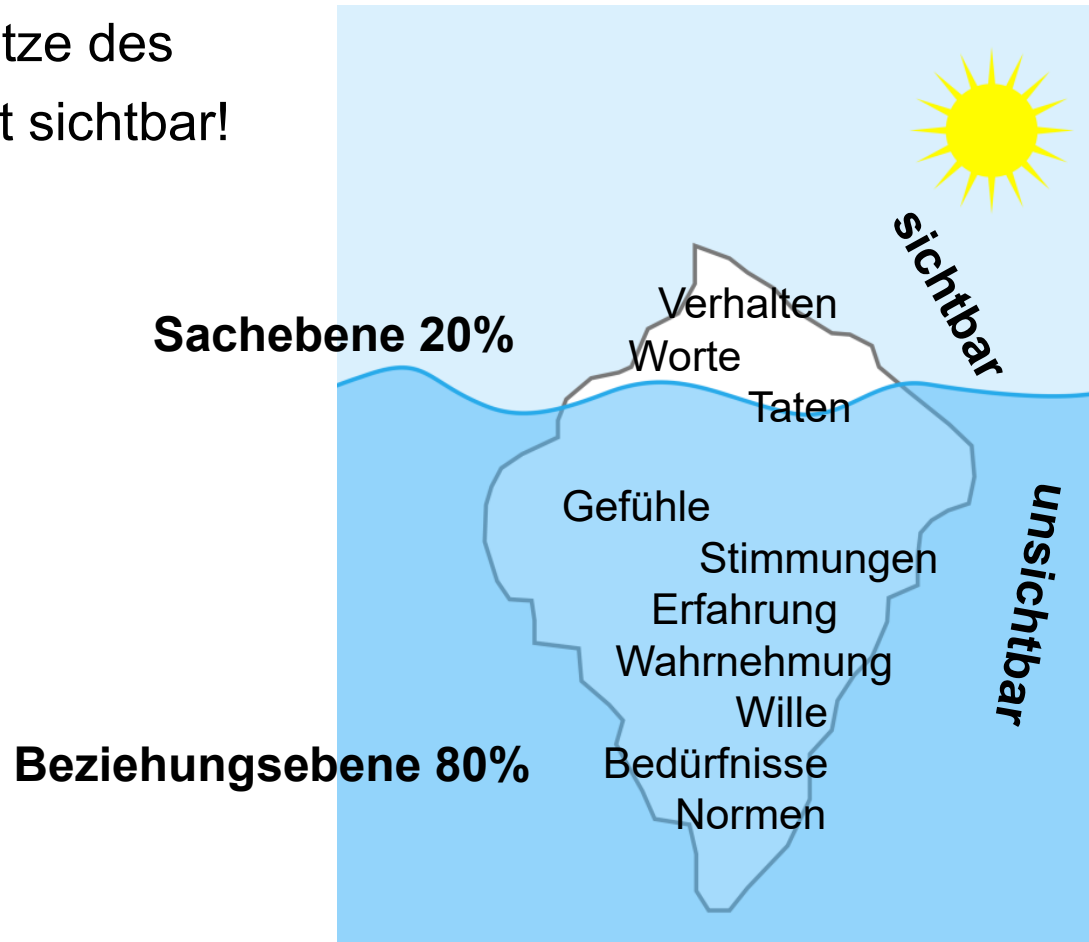 tze des
t sichtbar!
sichtbar
Verhalten
Sachebene 20%
Worte
Taten
unsichtbar
Gefühle
Stimmungen
Erfahrung
Wahrnehmung
Wille
Beziehungsebene 80%
Bedürfnisse
Normen